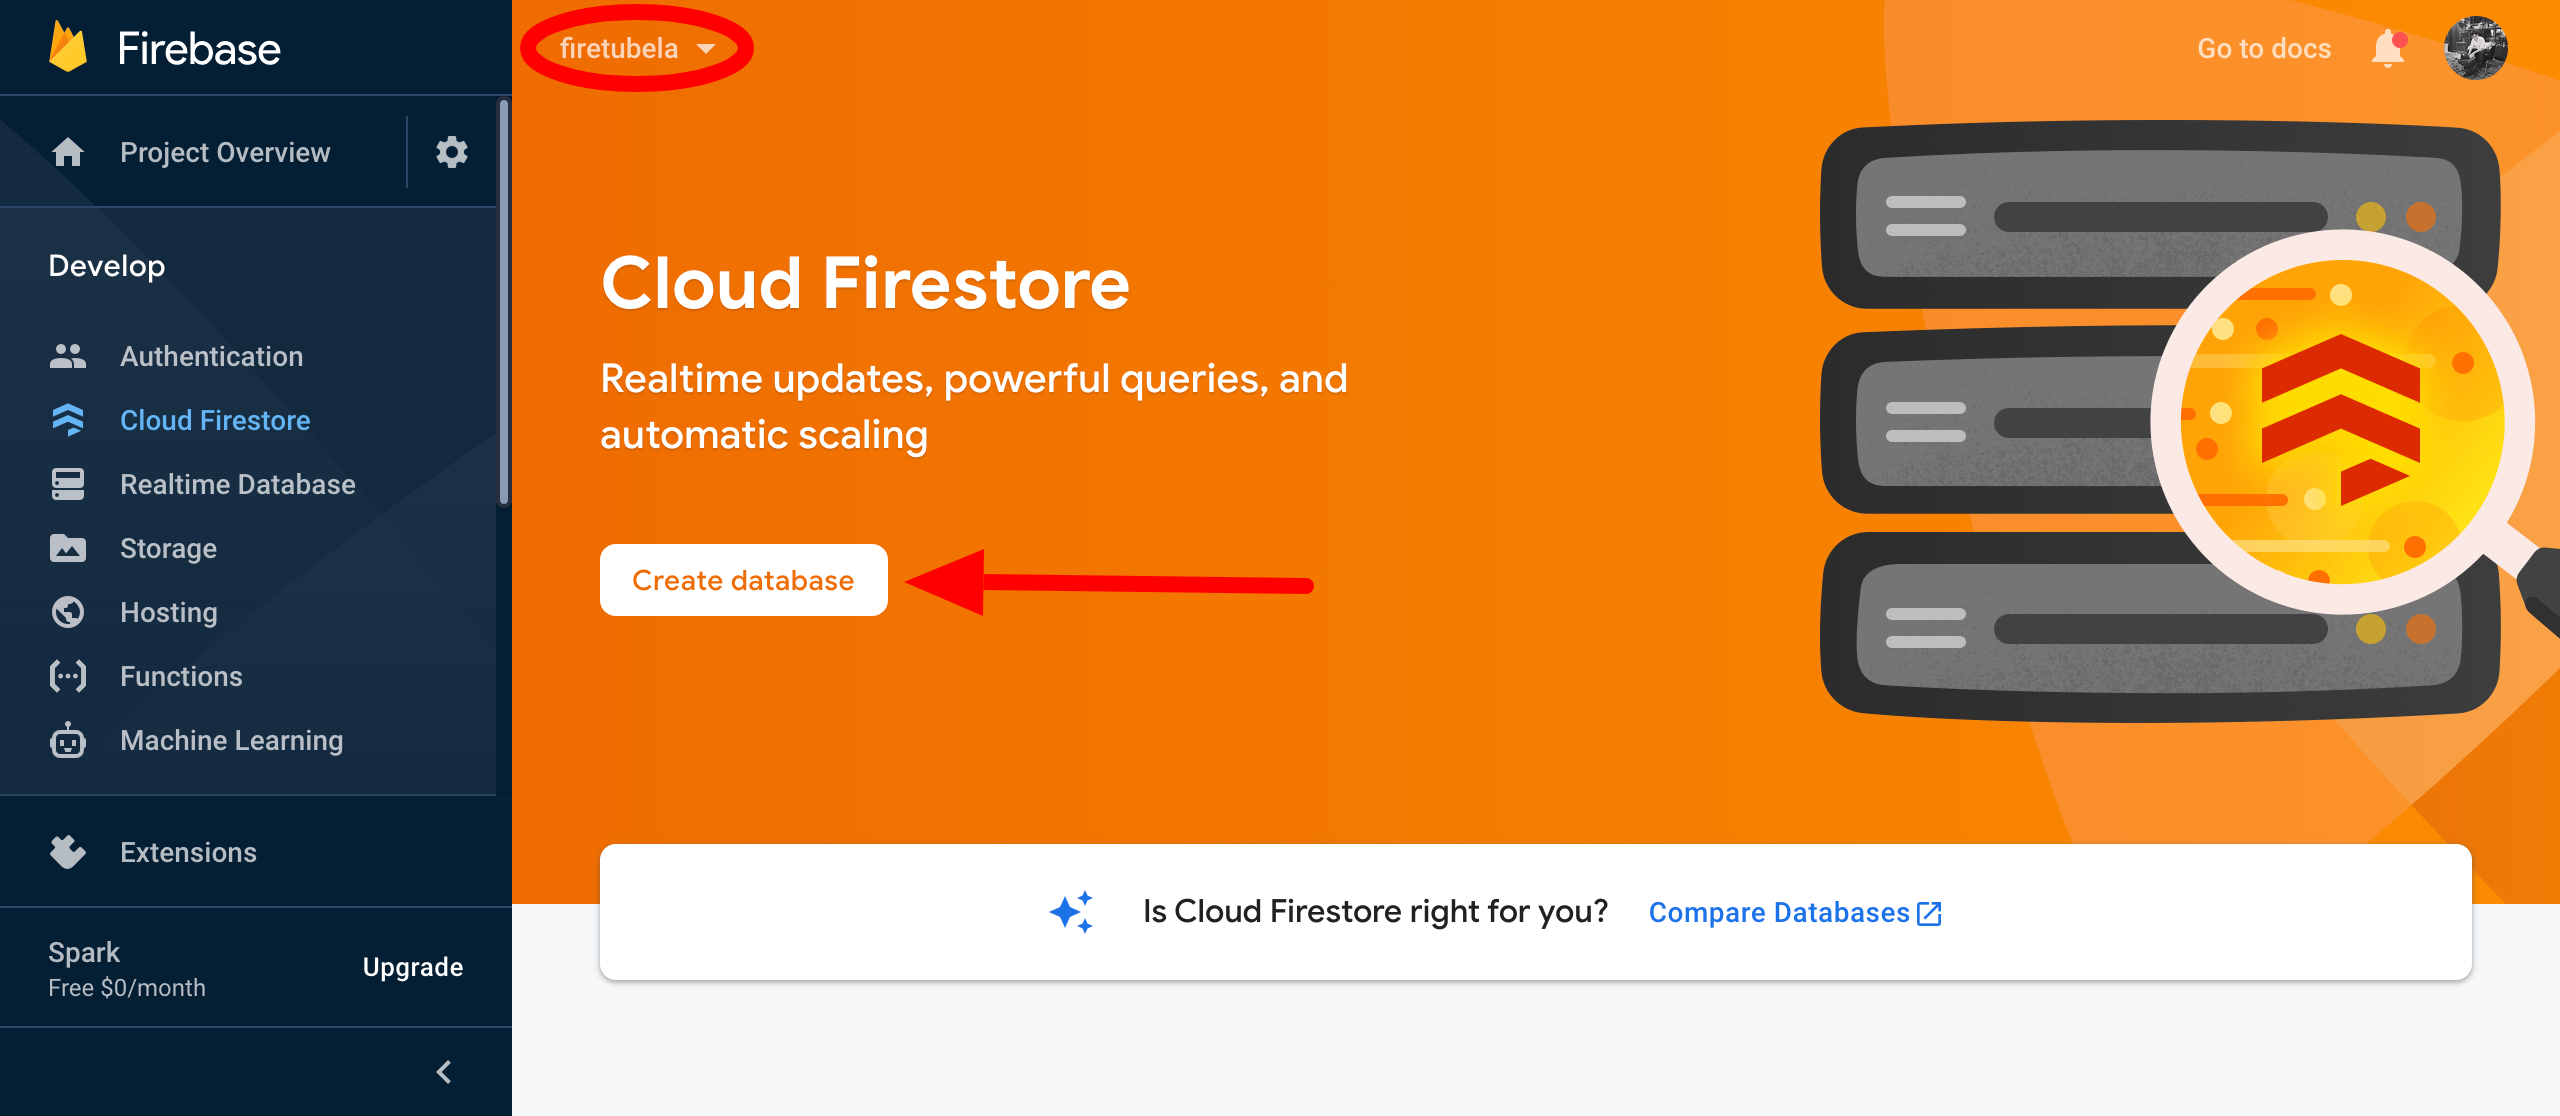 Firebase
Project Overview
Develop
Authentication
Cloud Firestore
Realtime Database
Storage
Hosting
Functions
Machine Learning
Extensions
Spark
Free $0/month
Upgrade
firetubela
Go to docs
Cloud Firestore
Realtime updates, powerful queries, and
automatic scaling
Create database
Is Cloud Firestore right for you? Compare Databases